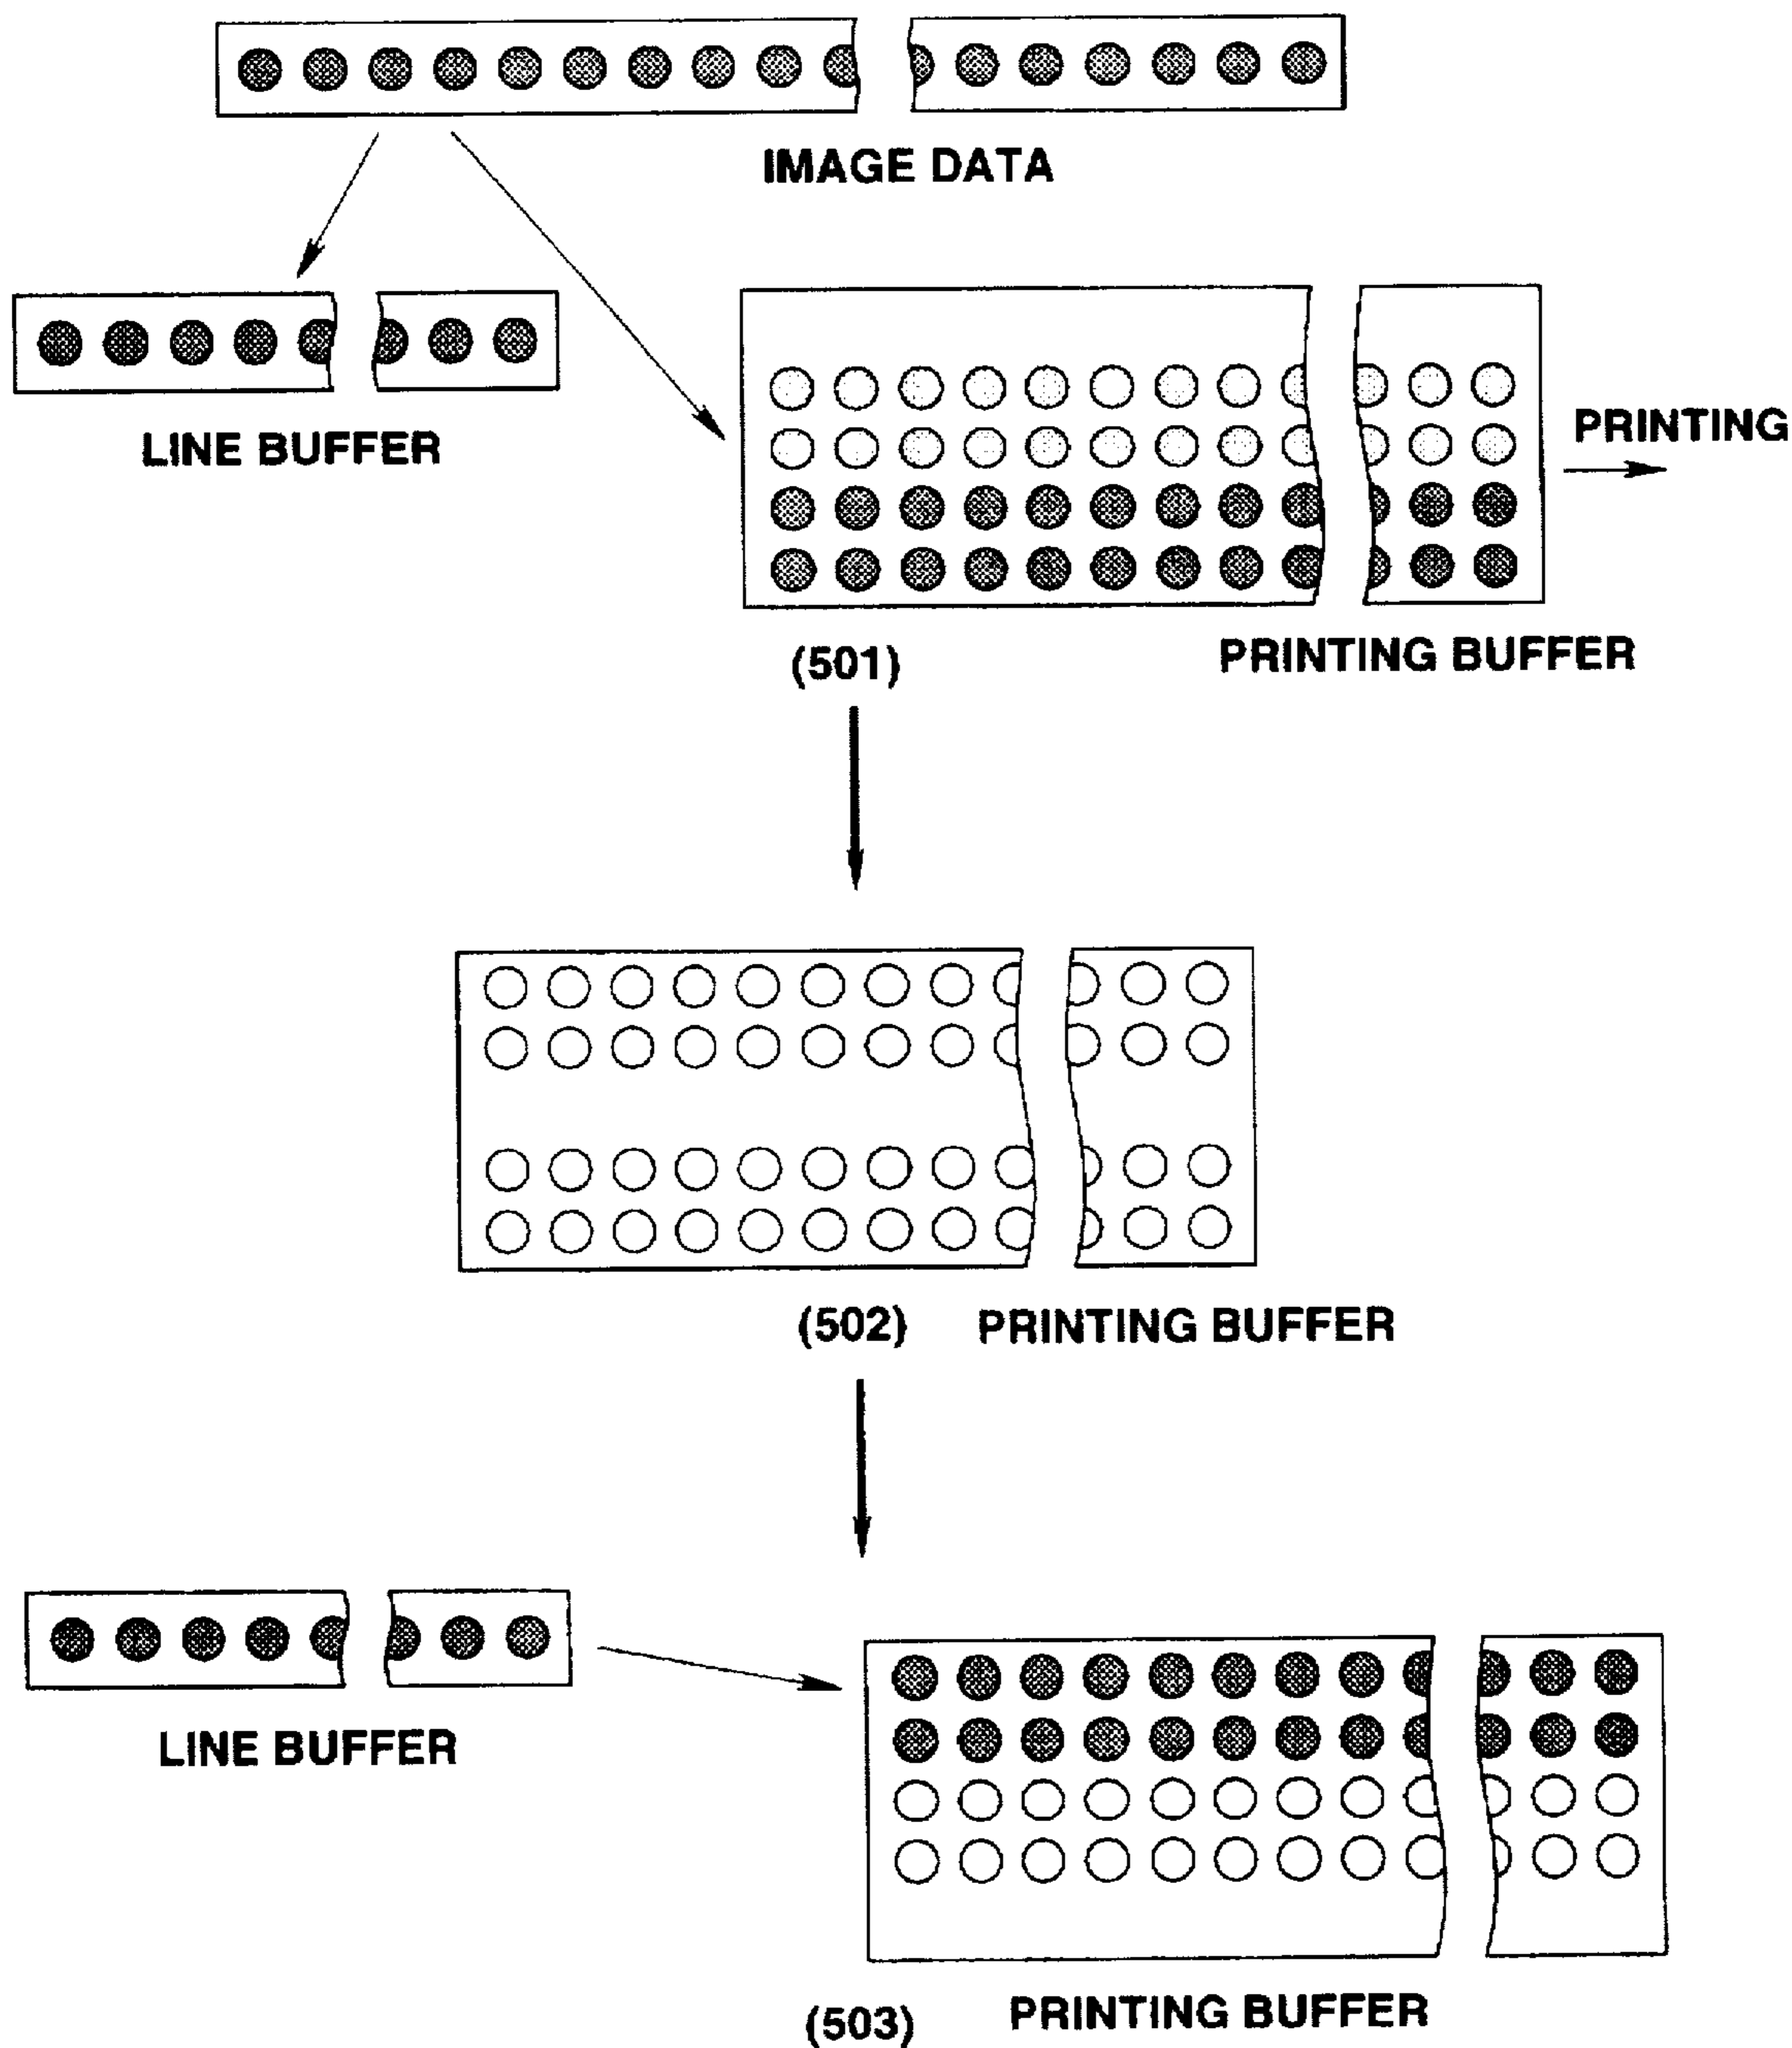 IMAGE DATA
LINE BUFFER
PRINTING
(501)
PRINTING BUFFER
(502)
PRINTING BUFFER
LINE BUFFER
(503)
PRINTING BUFFER